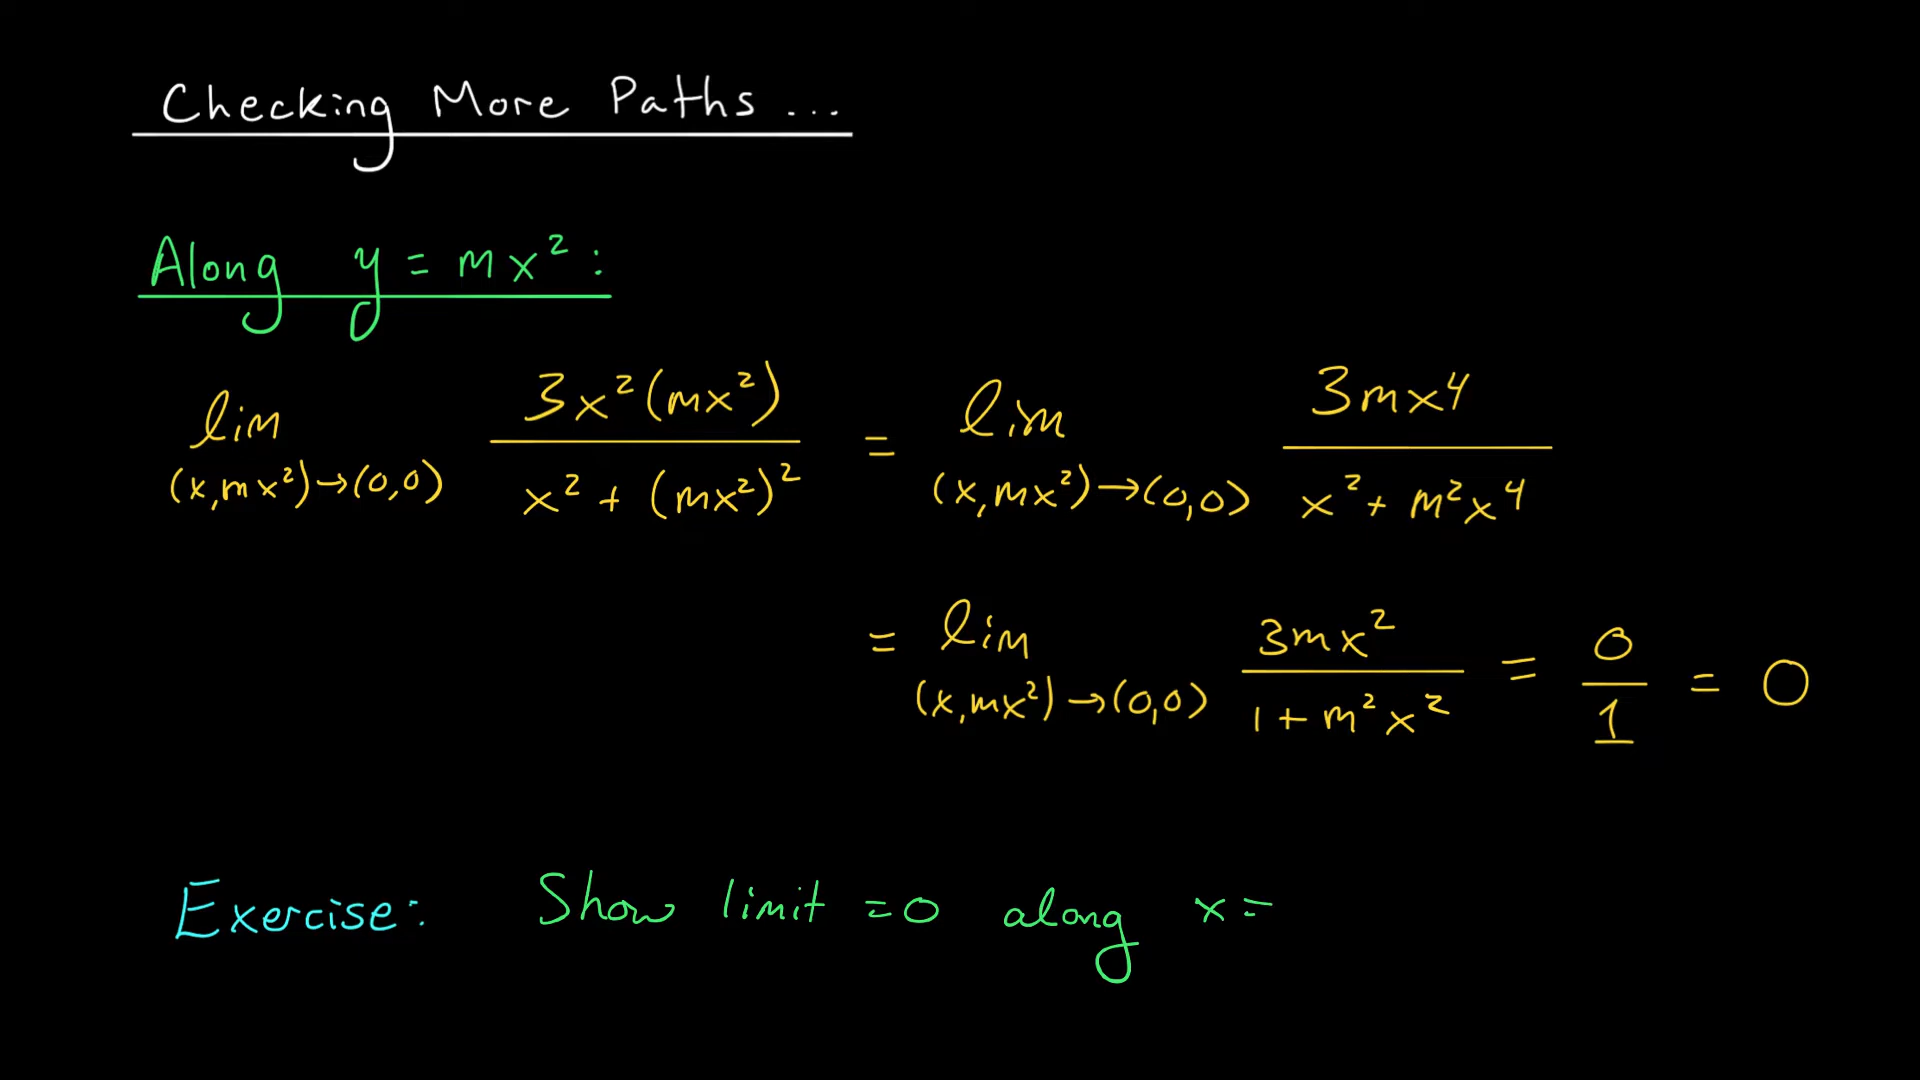 Checking More Paths ...
Along y = mx²:
lim (x,mx²)→(0,0) 3x²(mx²) / x² + (mx²)² = lim (x,mx²)→(0,0) 3mx⁴ / x² + m²x⁴
= lim (x,mx²)→(0,0) 3mx² / 1 + m²x² = 0 / 1 = 0
Exercise: Show limit = 0 along x =